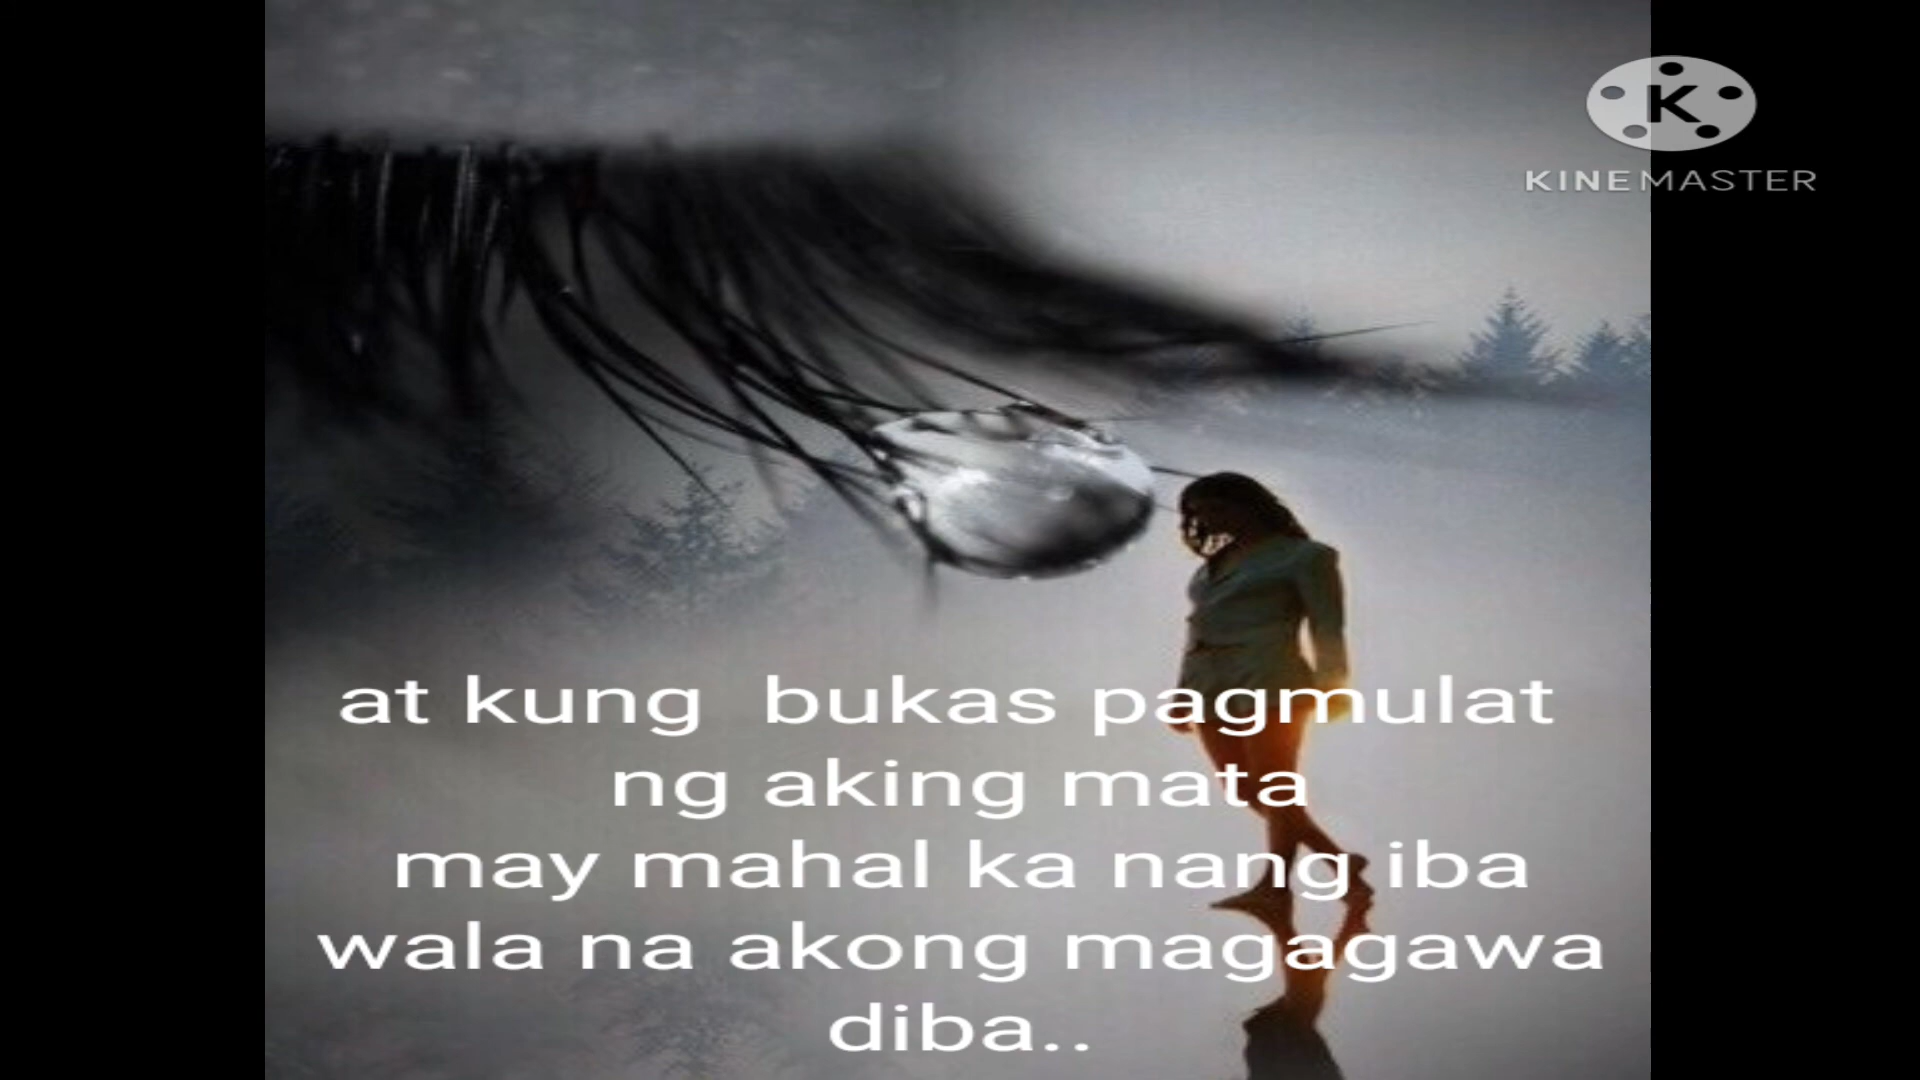 K
KINEMASTER
at kung bukas pagmulat
ng aking mata
may mahal ka nang iba
wala na akong magagawa
diba..